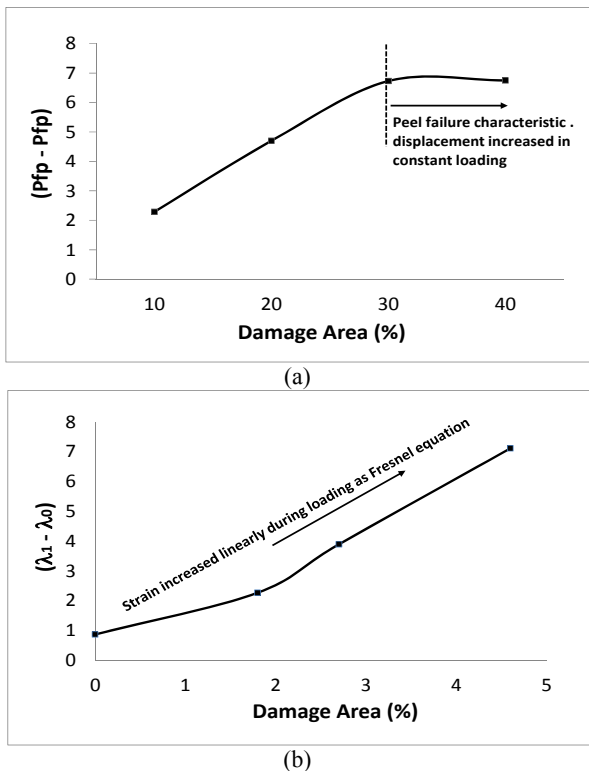 8
7
6
5
4
3
2
1
0
(Pfp - Pfp)
Peel failure characteristic .
displacement increased in
constant loading
10 20 30 40
Damage Area (%)
(a)
8
7
6
5
4
3
2
1
0
(λ1 - λ0)
Strain increased linearly during loading as Fresnel equation
0 1 2 3 4 5
Damage Area (%)
(b)